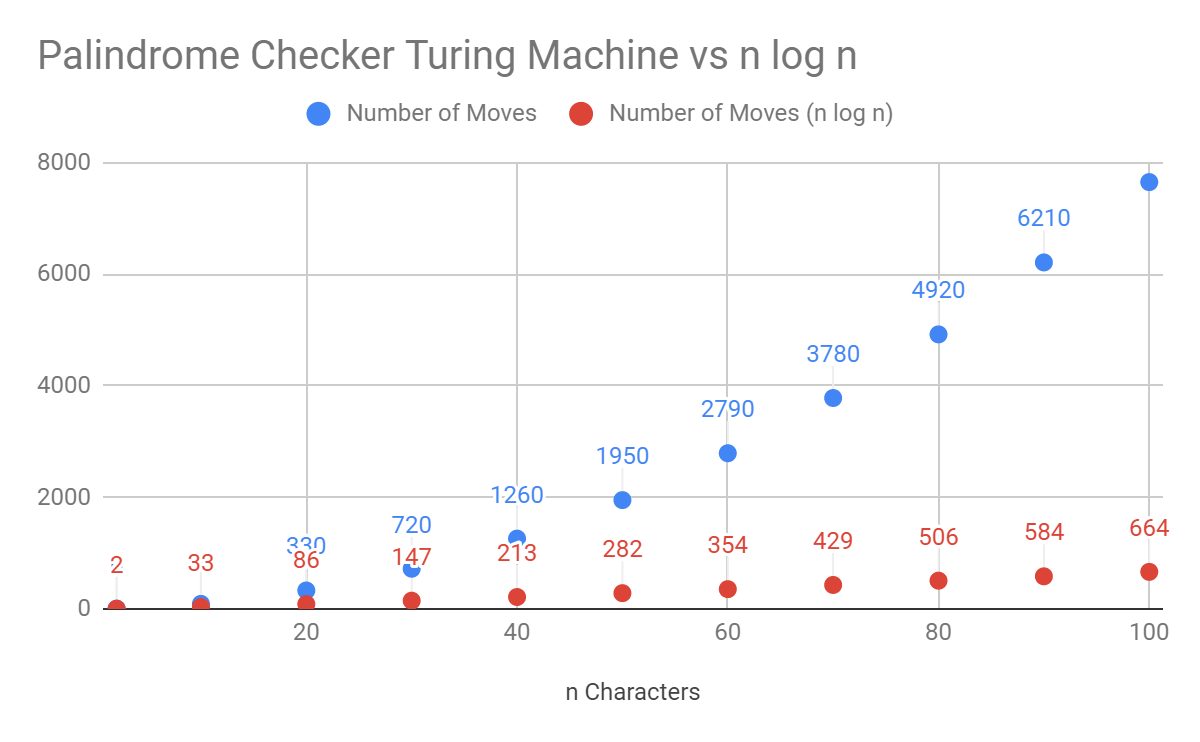 Palindrome Checker Turing Machine vs n log n
Number of Moves Number of Moves (n log n)
8000
6210
6000
4920
3780
4000
2790
1950
2000
1260
720
330
2 33 86 147 213 282 354 429 506 584 664
0
20 40 60 80 100
n Characters